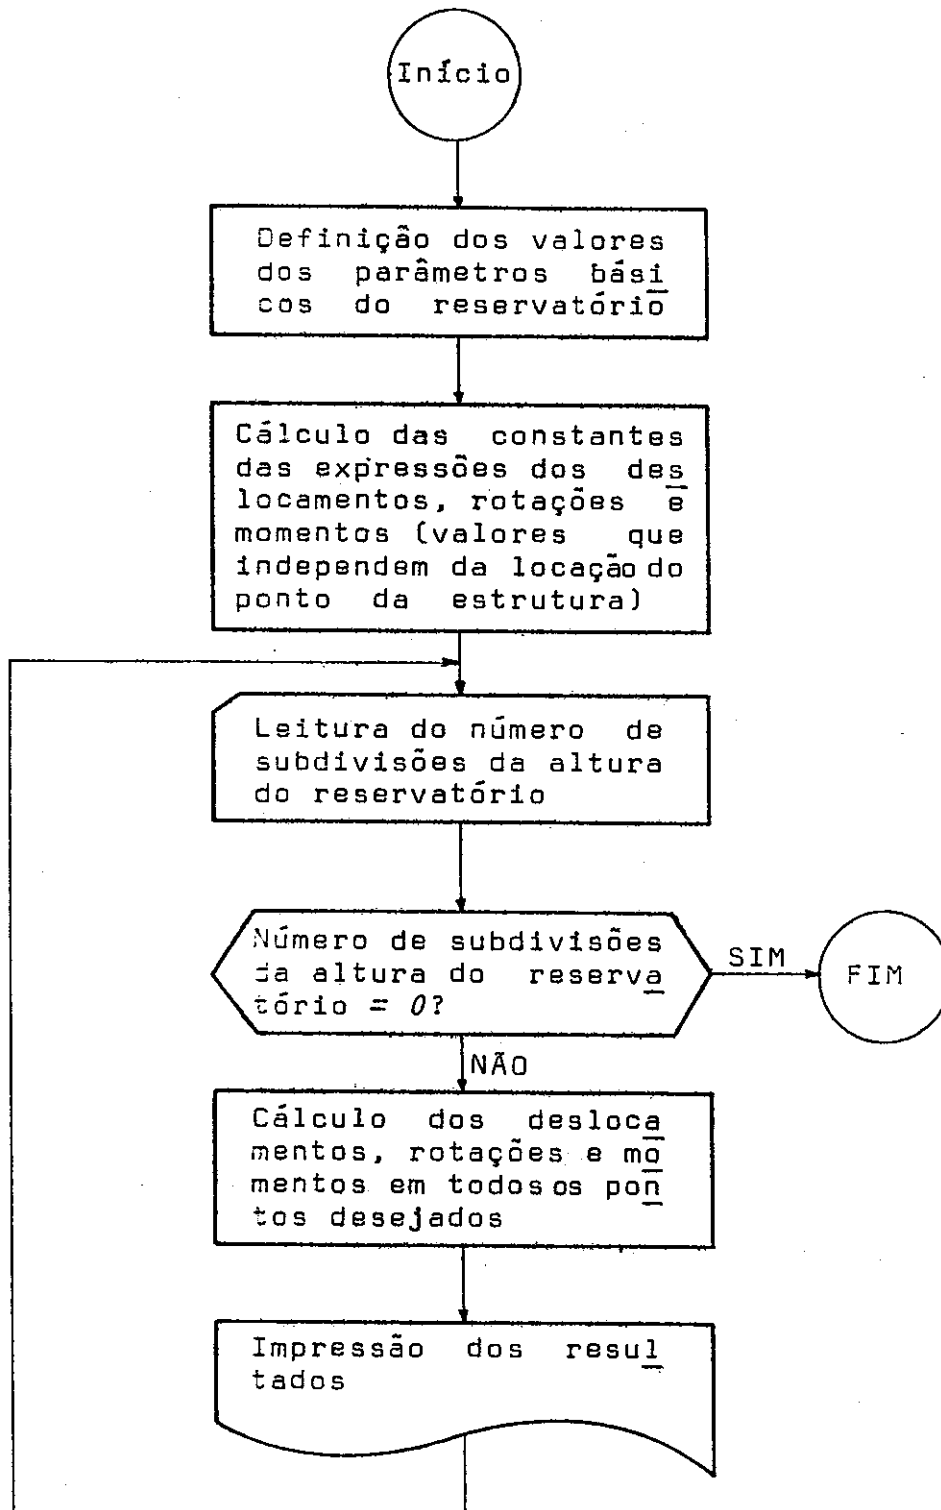 Início
Definição dos valores
dos parâmetros bási
cos do reservatório
Cálculo das constantes
das expressões dos des
locamentos, rotações e
momentos (valores que
independem da locação do
ponto da estrutura)
Leitura do número de
subdivisões da altura
do reservatório
Número de subdivisões
da altura do reserva
tório = 0?
SIM
FIM
NÃO
Cálculo dos desloca
mentos, rotações e mo
mentos em todos os pon
tos desejados
Impressão dos resul
tados